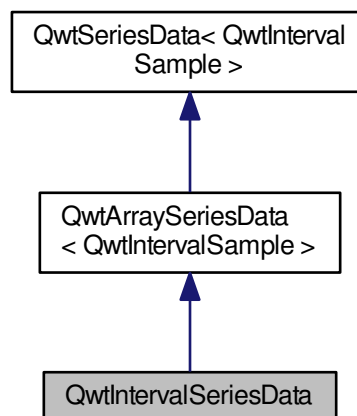 QwtSeriesData< QwtInterval
Sample >
QwtArraySeriesData
< QwtIntervalSample >
QwtIntervalSeriesData